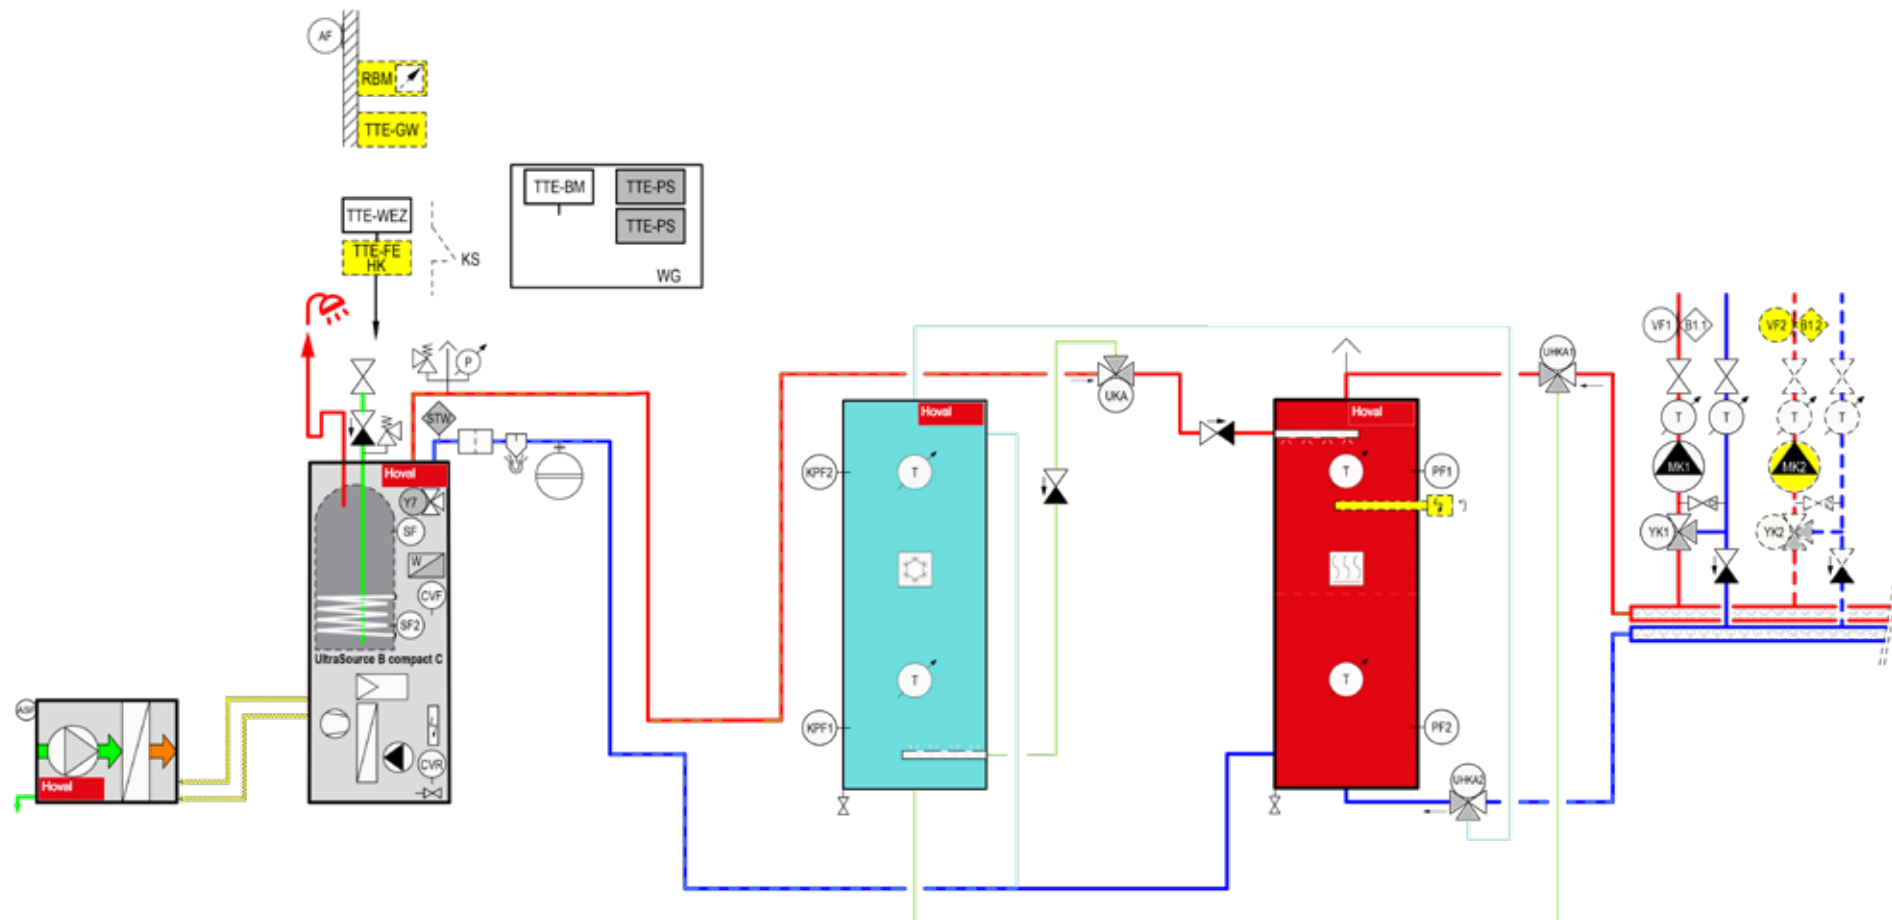 AF
RBM
TTE-GW
TTE-WEZ
TTE-FE
HK
KS
TTE-BM
TTE-PS
TTE-PS
WG
P
STW
Hoval
Y7
SF
W
CVF
SF2
UltraSource B compact C
CVR
ASF
Hoval
Hoval
KPF2
T
T
KPF1
UKA
Hoval
T
PF1
*)
T
PF2
UHKA2
UHKA1
VF1
B1.1
VF2
B1.2
T
T
T
T
MK1
MK2
YK1
YK2